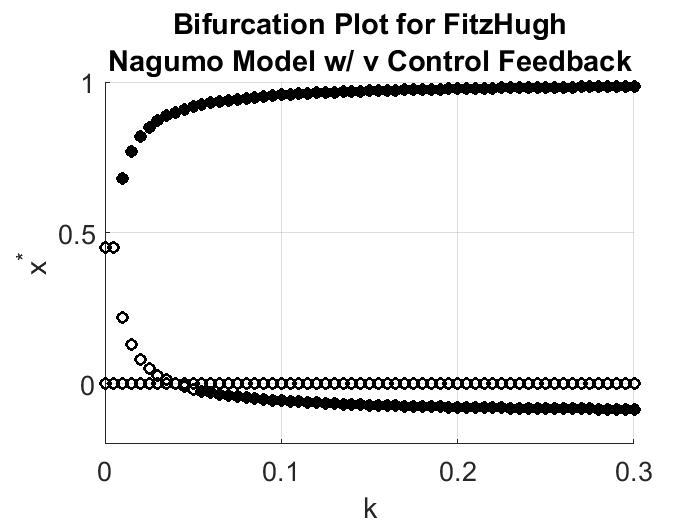 Bifurcation Plot for FitzHugh
Nagumo Model w/ v Control Feedback
1
0.5
0
x*
0
0.1
0.2
0.3
k